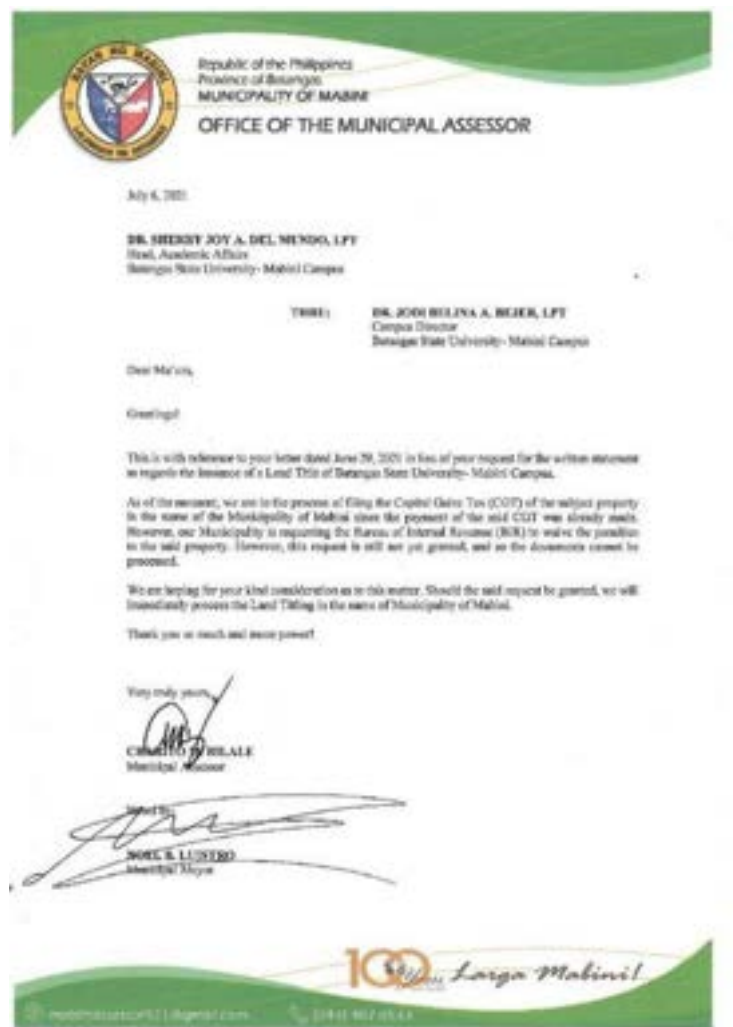 Republic of the Philippines
Province of Batangas
MUNICIPALITY OF MABINI
OFFICE OF THE MUNICIPAL ASSESSOR
BAYAN NG MABINI
July 6, 2021
DR. SHERRY JOY A. DEL MUNDO, LPT
Head, Academic Affairs
Batangas State University- Mabini Campus
THRU: DR. JODI BULINA A. BEJER, LPT
Campus Director
Batangas State University- Mabini Campus
Dear Ma'am,
Greetings!
This is with reference to your letter dated June 29, 2021 in lieu of your request for the written statement
as regards the issuance of a Land Title of Batangas State University- Mabini Campus.
As of the moment, we are in the process of filing the Capital Gains Tax (CGT) of the subject property
in the name of the Municipality of Mabini since the payment of the said CGT was already made.
However, our Municipality is requesting the Bureau of Internal Revenue (BIR) to waive the penalties
to the said property. However, this request is still not yet granted, and so the documents cannot be
processed.
We are hoping for your kind consideration as to this matter. Should the said request be granted, we will
immediately process the Land Titling in the name of Municipality of Mabini.
Thank you so much and more power!
Very truly yours,
Municipal Assessor
NOEL B. LUISTRO
Municipal Mayor
100 Larga Mabini!